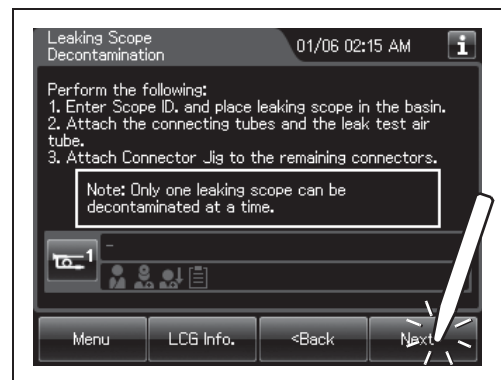 Leaking Scope
Decontamination
01/06 02:15 AM
i
Perform the following:
1. Enter Scope ID. and place leaking scope in the basin.
2. Attach the connecting tubes and the leak test air
tube.
3. Attach Connector Jig to the remaining connectors.
Note: Only one leaking scope can be
decontaminated at a time.
1
-
Menu
LCG Info.
<Back
Next